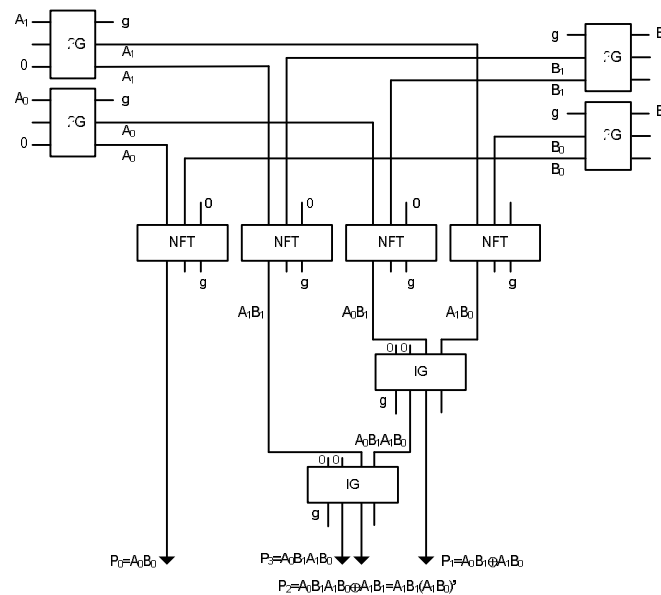 A₁ g g B
?G A₁ ?G
0 A₁ B₁
B₁
A₀ g g B
?G A₀ ?G
0 A₀ B₀
B₀
0 0 0
NFT NFT NFT NFT
g g g g
A₁B₁ A₀B₁ A₁B₀
0 0
IG
g
A₀B₁A₁B₀
0 0
IG
g
P₀=A₀B₀ P₃=A₀B₁A₁B₀ P₁=A₀B₁⊕A₁B₀
P₂=A₀B₁A₁B₀⊕A₁B₁=A₁B₁(A₁B₀)'